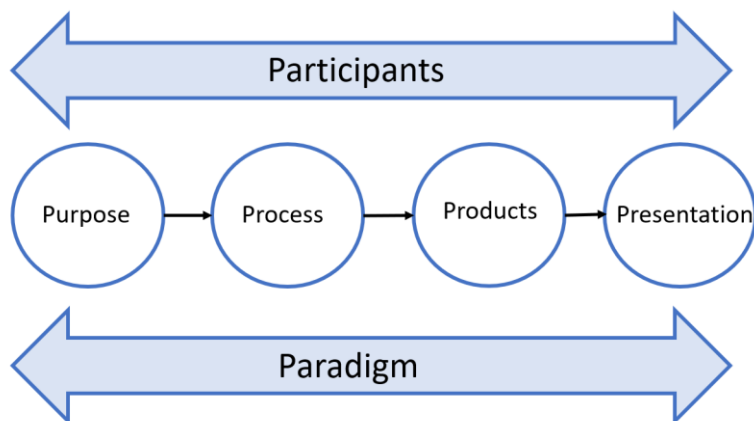 Participants
Purpose
Process
Products
Presentation
Paradigm